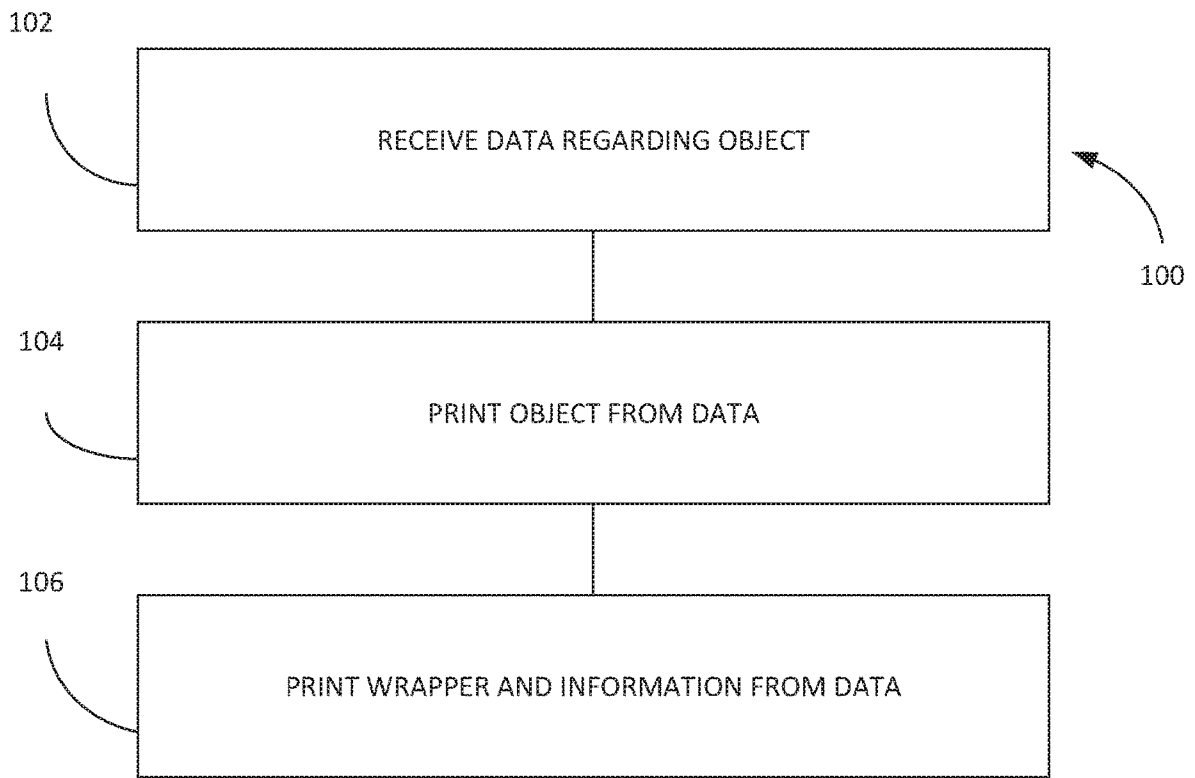 102
RECEIVE DATA REGARDING OBJECT
100
104
PRINT OBJECT FROM DATA
106
PRINT WRAPPER AND INFORMATION FROM DATA